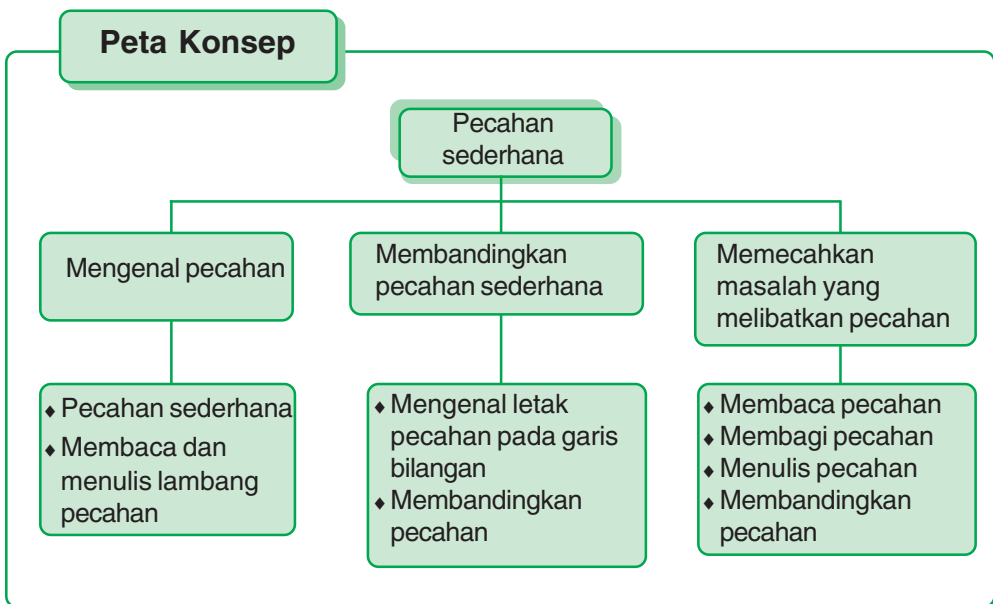 Peta Konsep
Pecahan
sederhana
Mengenal pecahan
Membandingkan
pecahan sederhana
Memecahkan
masalah yang
melibatkan pecahan
♦ Pecahan sederhana
♦ Membaca dan
menulis lambang
pecahan
♦ Mengenal letak
pecahan pada garis
bilangan
♦ Membandingkan
pecahan
♦ Membaca pecahan
♦ Membagi pecahan
♦ Menulis pecahan
♦ Membandingkan
pecahan